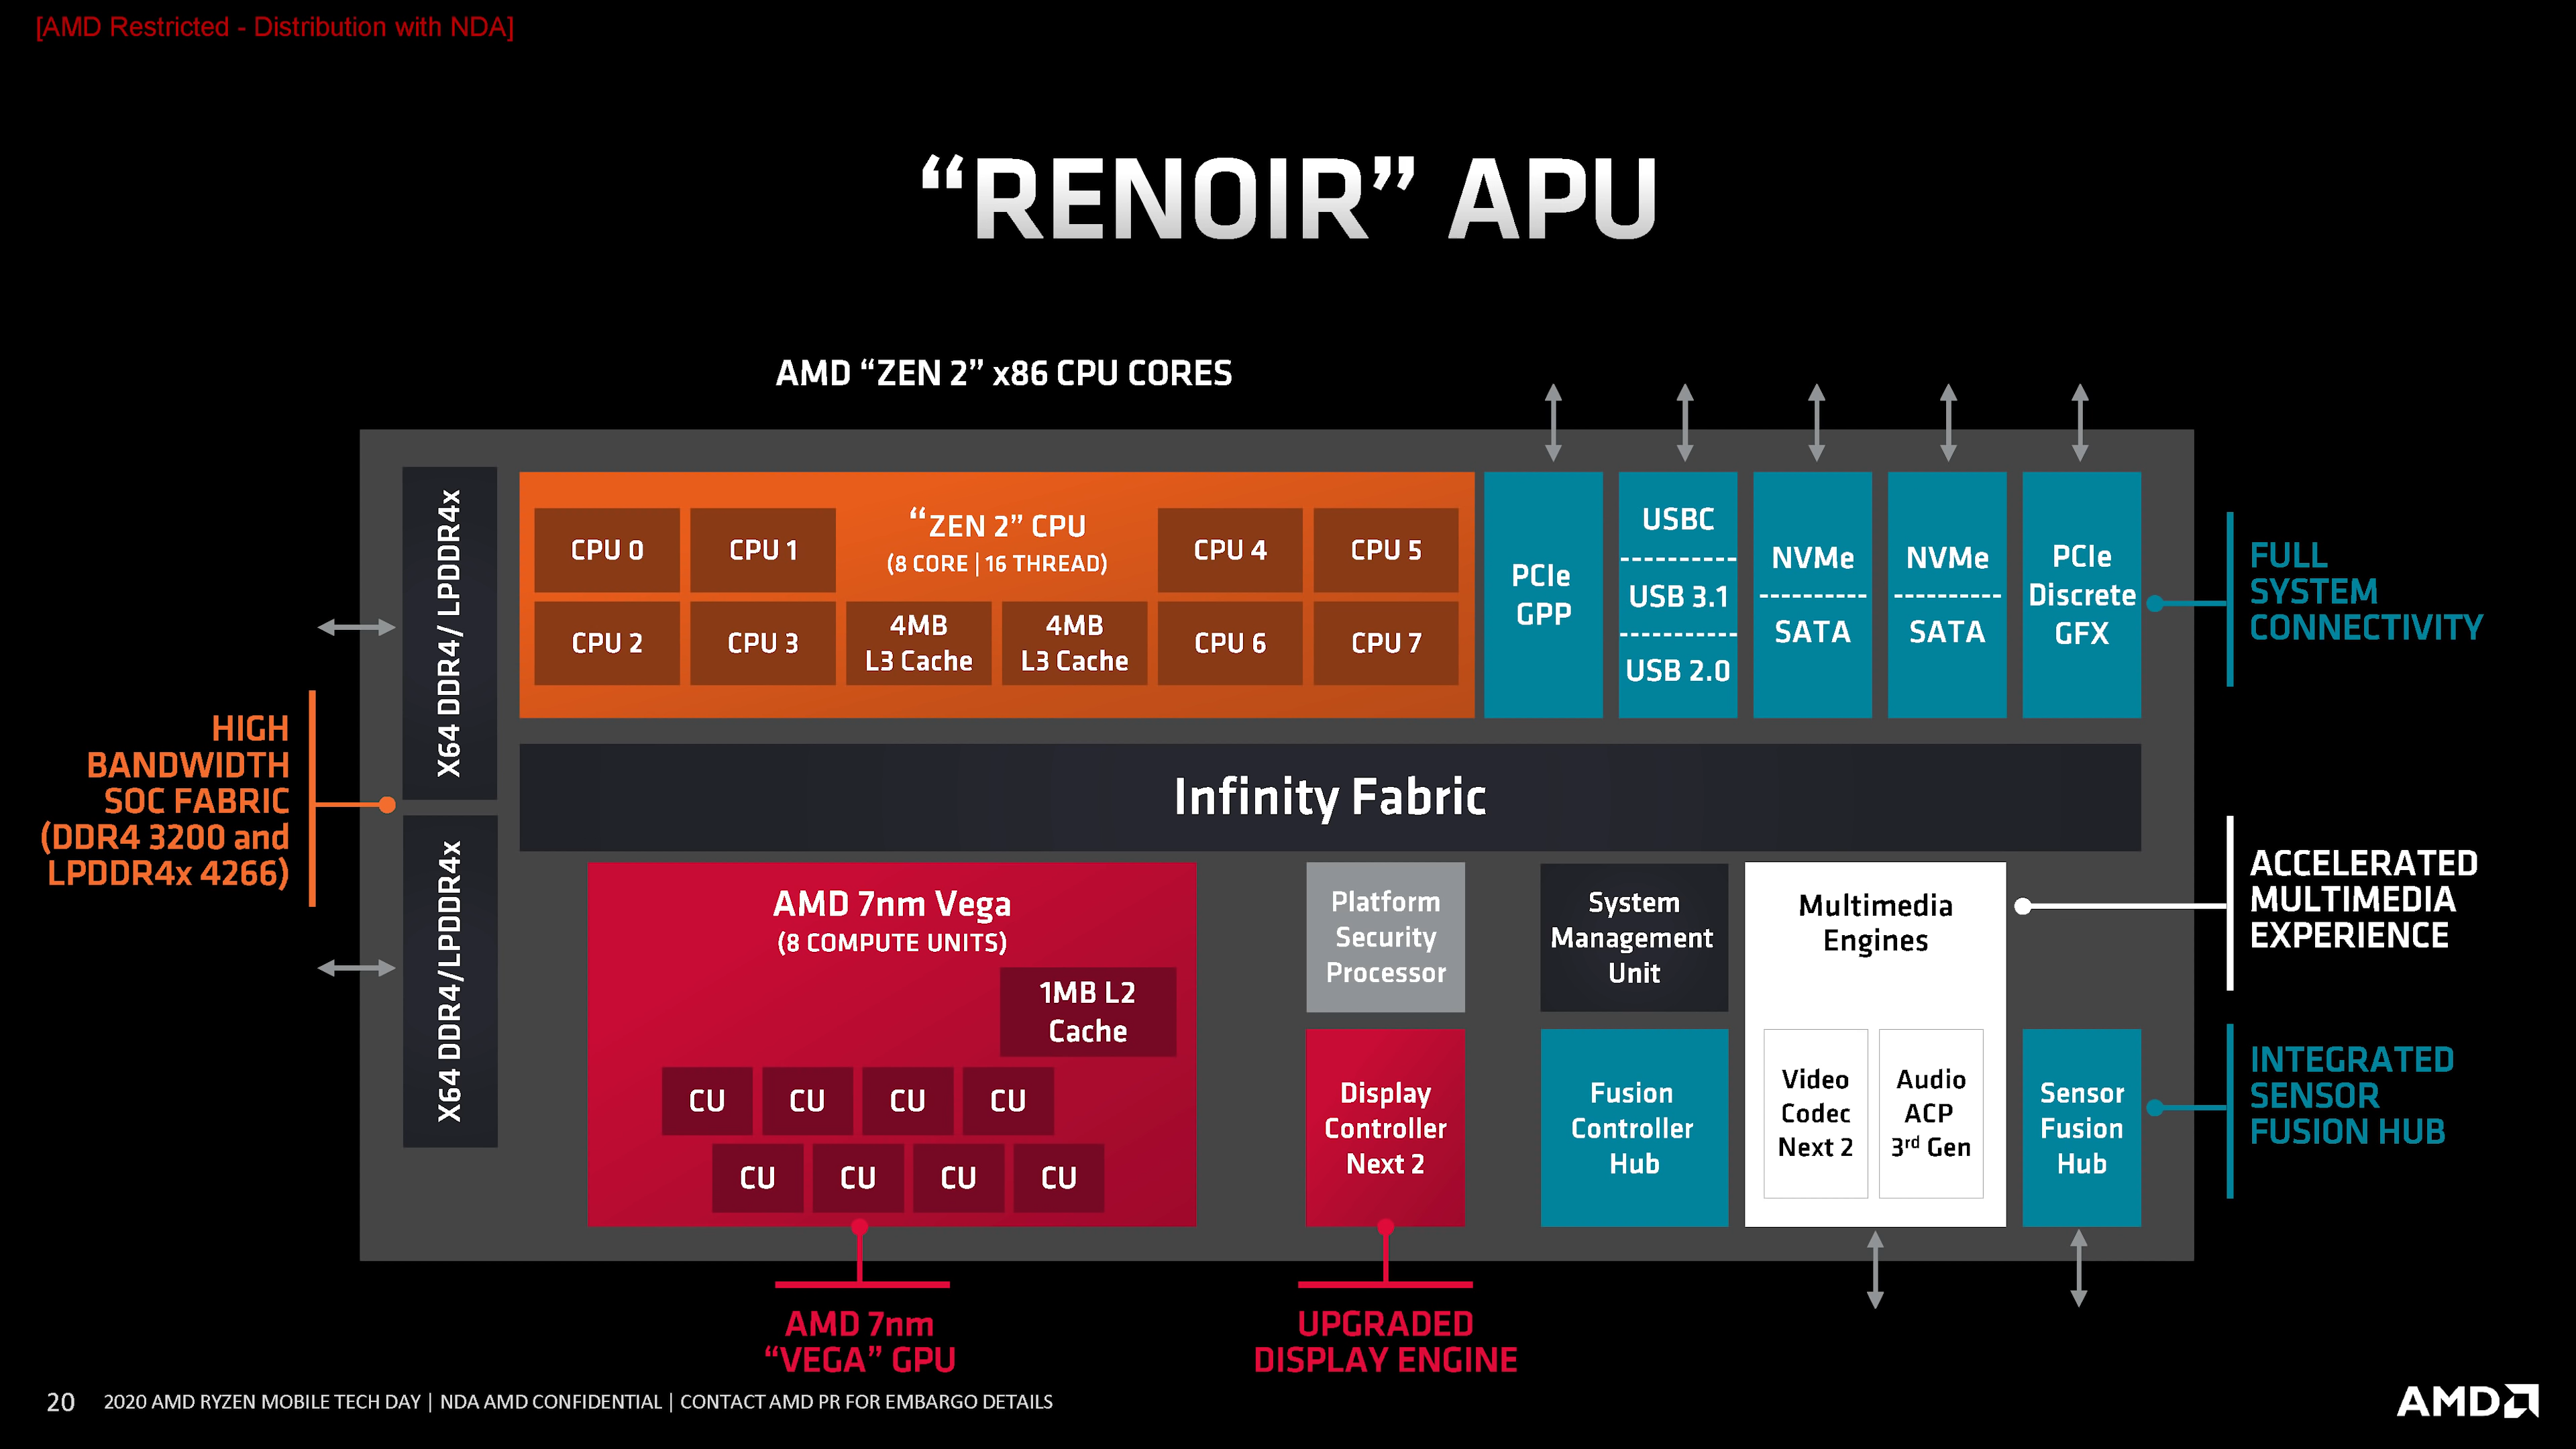 [AMD Restricted - Distribution with NDA]
“RENOIR” APU
AMD “ZEN 2” x86 CPU CORES
X64 DDR4/ LPDDR4x
X64 DDR4/LPDDR4x
HIGH
BANDWIDTH
SOC FABRIC
(DDR4 3200 and
LPDDR4x 4266)
“ZEN 2” CPU
(8 CORE | 16 THREAD)
CPU 0
CPU 1
CPU 4
CPU 5
CPU 2
CPU 3
4MB
L3 Cache
4MB
L3 Cache
CPU 6
CPU 7
PCIe
GPP
USBC
USB 3.1
USB 2.0
NVMe
SATA
NVMe
SATA
PCIe
Discrete
GFX
FULL
SYSTEM
CONNECTIVITY
Infinity Fabric
AMD 7nm Vega
(8 COMPUTE UNITS)
1MB L2
Cache
CU
CU
CU
CU
CU
CU
CU
CU
Platform
Security
Processor
Display
Controller
Next 2
System
Management
Unit
Fusion
Controller
Hub
Multimedia
Engines
Video
Codec
Next 2
Audio
ACP
3rd Gen
Sensor
Fusion
Hub
ACCELERATED
MULTIMEDIA
EXPERIENCE
INTEGRATED
SENSOR
FUSION HUB
AMD 7nm
“VEGA” GPU
UPGRADED
DISPLAY ENGINE
20 2020 AMD RYZEN MOBILE TECH DAY | NDA AMD CONFIDENTIAL | CONTACT AMD PR FOR EMBARGO DETAILS
AMD